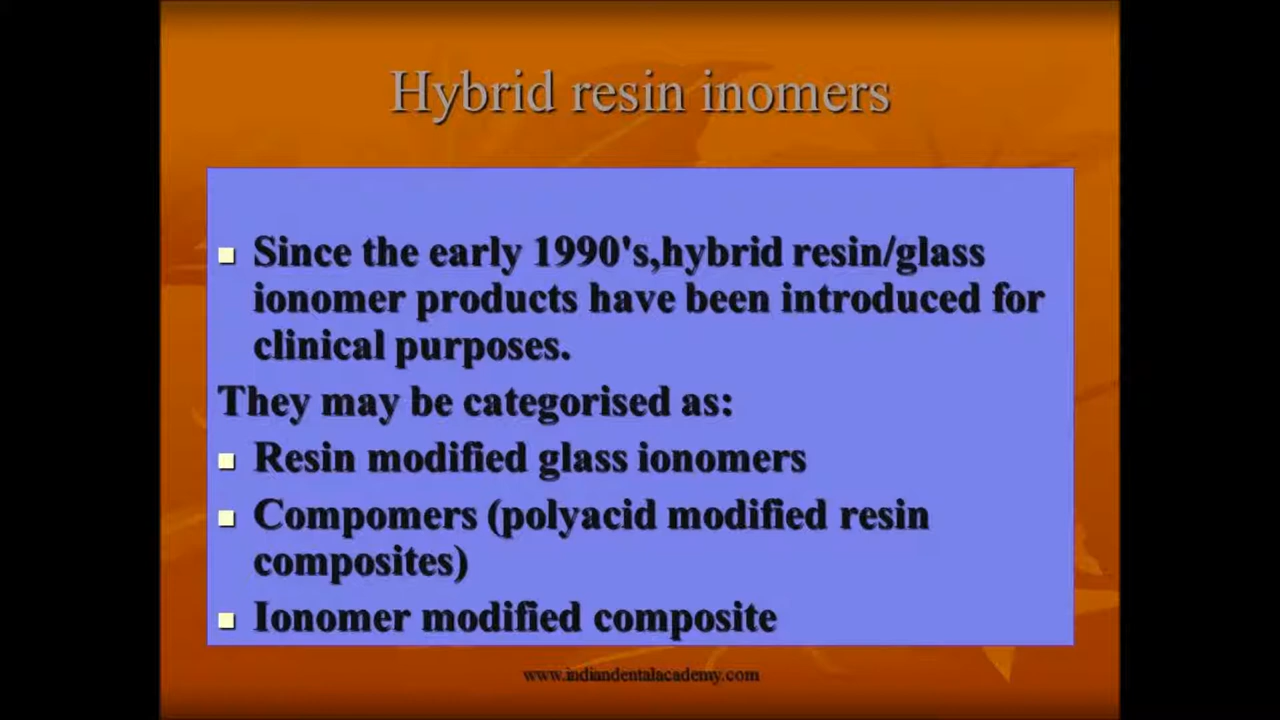 Hybrid resin inomers
Since the early 1990's,hybrid resin/glass
ionomer products have been introduced for
clinical purposes.
They may be categorised as:
Resin modified glass ionomers
Compomers (polyacid modified resin
composites)
Ionomer modified composite
www.indiandentalacademy.com